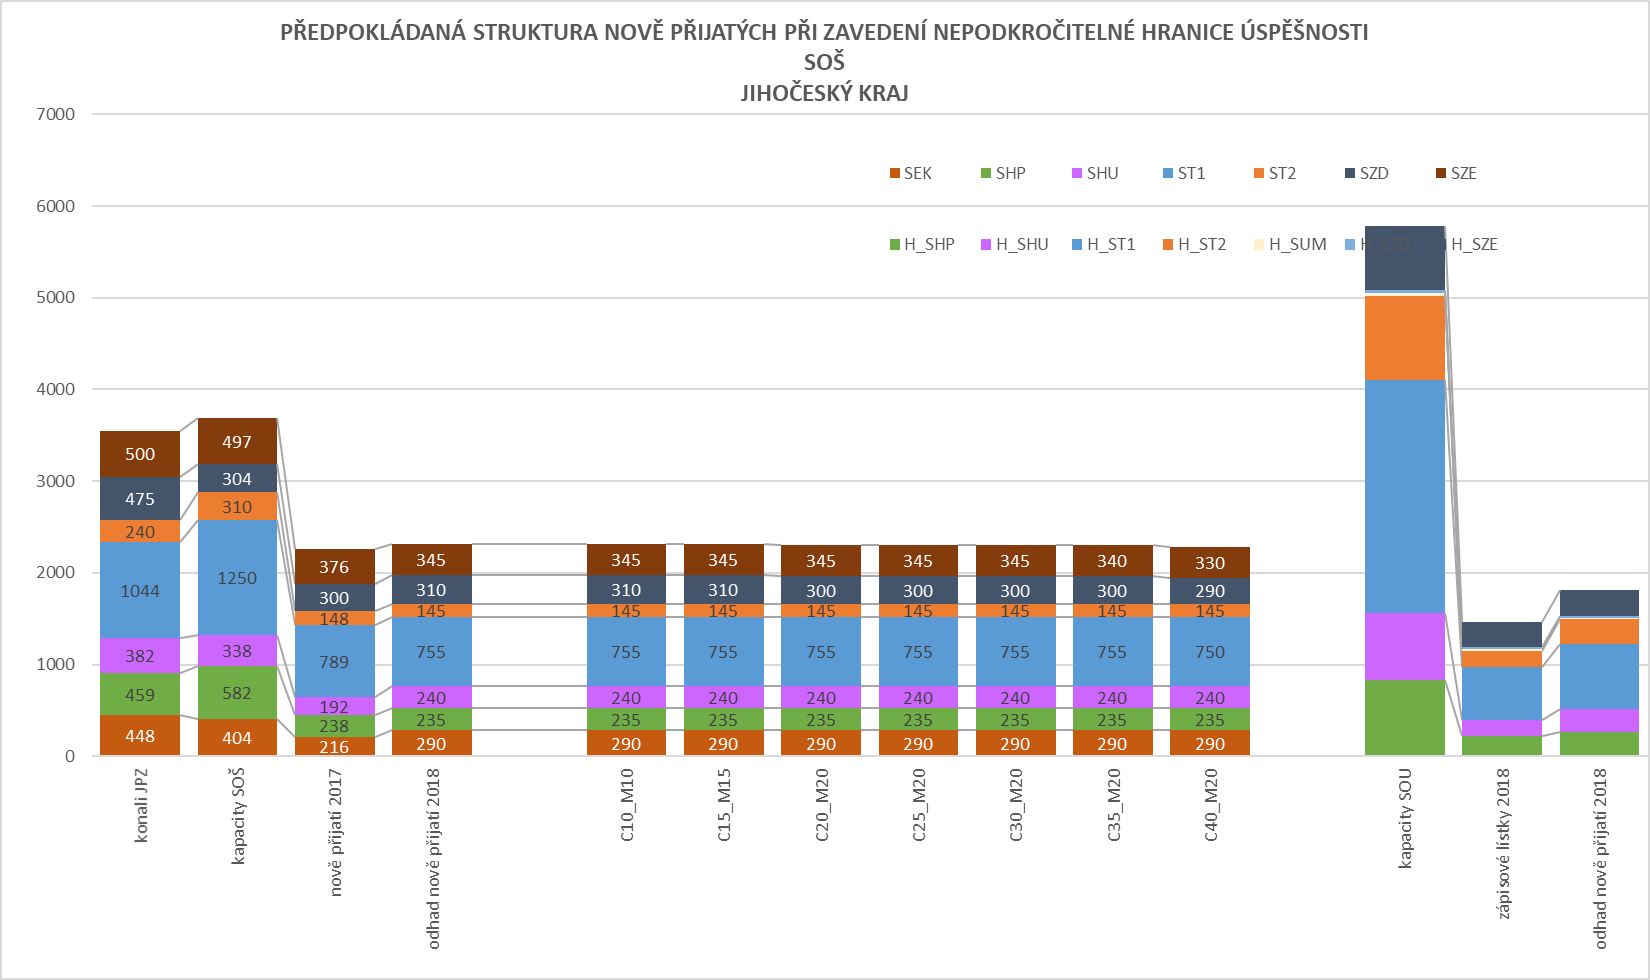 PŘEDPOKLÁDANÁ STRUKTURA NOVĚ PŘIJATÝCH PŘI ZAVEDENÍ NEPODKROČITELNÉ HRANICE ÚSPĚŠNOSTI
SOŠ
JIHOČESKÝ KRAJ
7000
6000
5000
4000
3000
2000
1000
0
SEK SHP SHU ST1 ST2 SZD SZE
H_SHP H_SHU H_ST1 H_ST2 H_SUM H_SZD H_SZE
500 497 376 345 345 345 345 345 345 340 330
475 304 300 310 310 310 300 300 300 300 290
240 310 148 145 145 145 145 145 145 145 145
1044 1250 789 755 755 755 755 755 755 755 750
382 338 192 240 240 240 240 240 240 240 240
459 582 238 235 235 235 235 235 235 235 235
448 404 216 290 290 290 290 290 290 290 290
konali JPZ
kapacity SOŠ
nově přijatí 2017
odhad nově přijatí 2018
C10_M10
C15_M15
C20_M20
C25_M20
C30_M20
C35_M20
C40_M20
kapacity SOU
zápisové lístky 2018
odhad nově přijatí 2018